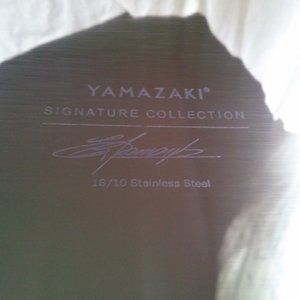 YAMAZAKI®
SIGNATURE COLLECTION
18/10 Stainless Steel